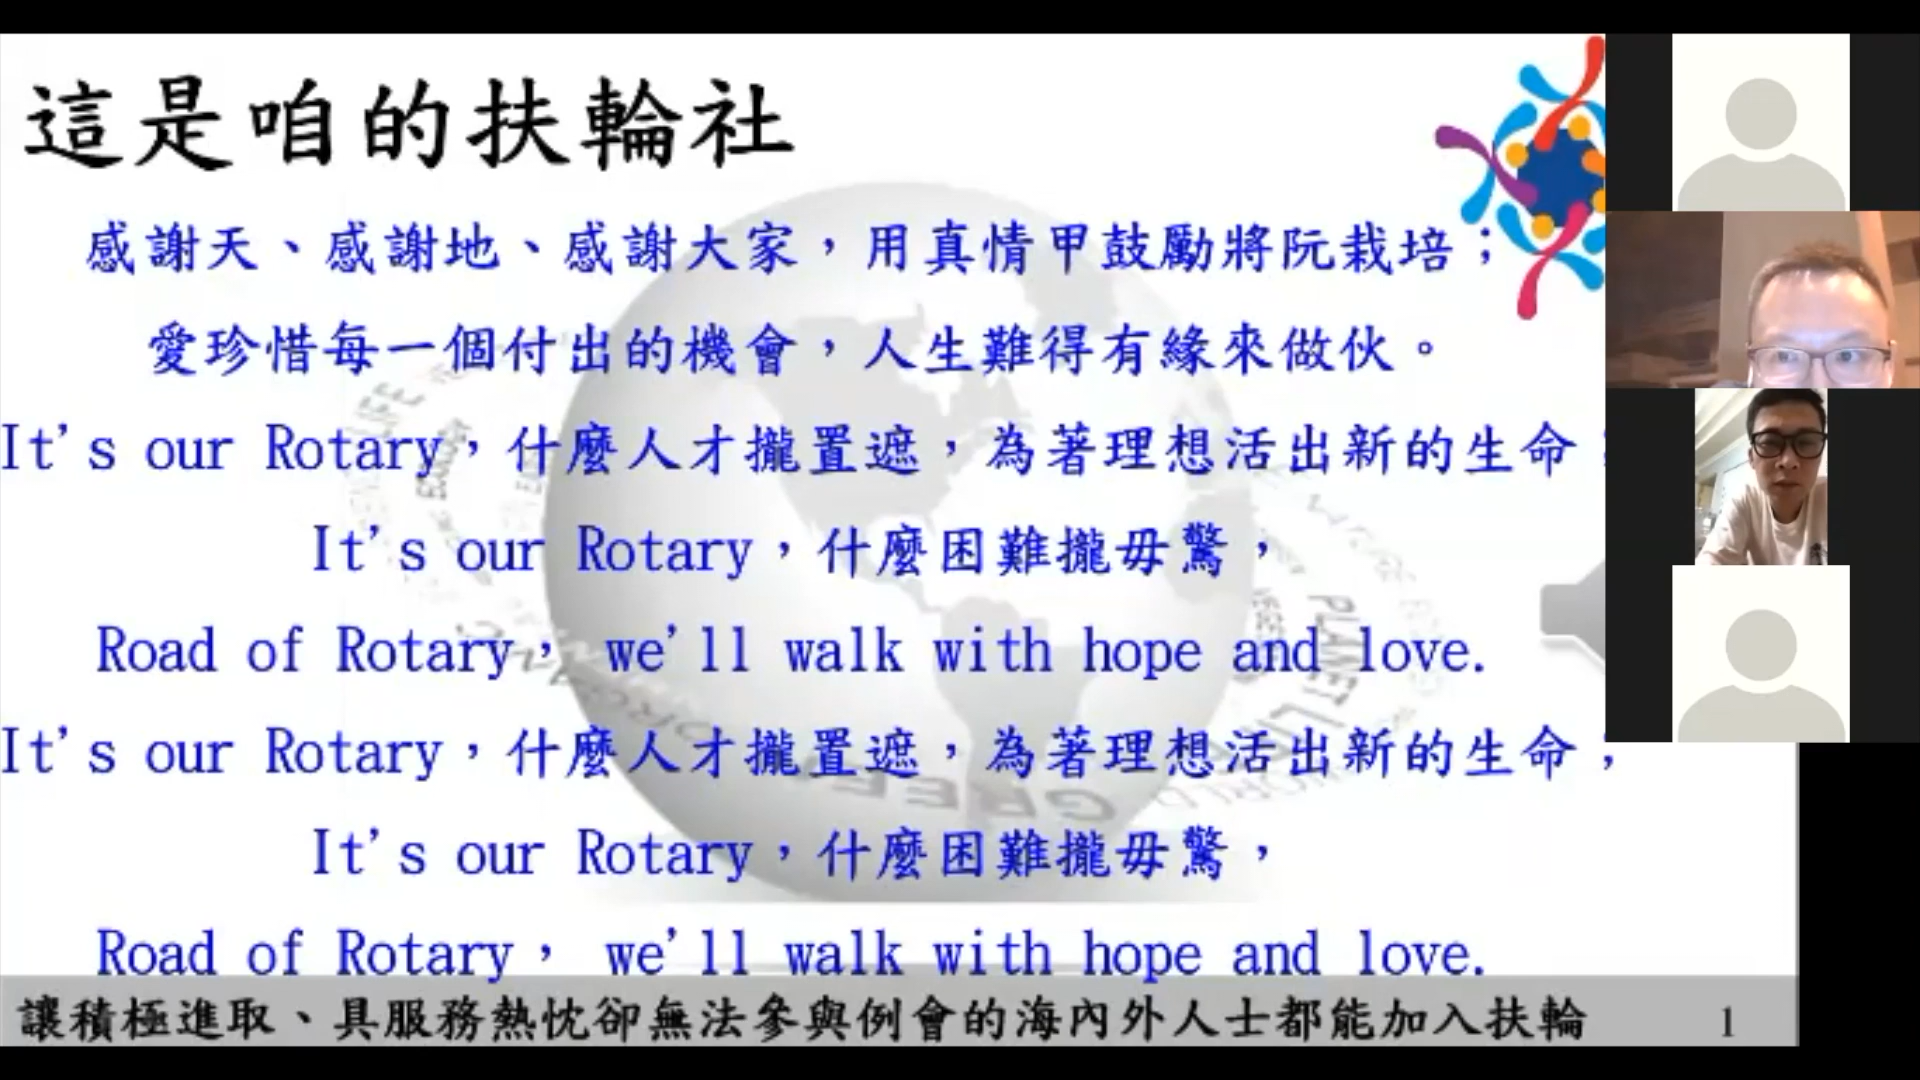 這是咱的扶輪社
感謝天、感謝地、感謝大家，用真情甲鼓勵將阮栽培；
愛珍惜每一個付出的機會，人生難得有緣來做伙。
It's our Rotary，什麼人才攏置遮，為著理想活出新的生命；
It's our Rotary，什麼困難攏毋驚，
Road of Rotary， we'll walk with hope and love.
It's our Rotary，什麼人才攏置遮，為著理想活出新的生命；
It's our Rotary，什麼困難攏毋驚，
Road of Rotary， we'll walk with hope and love.
讓積極進取、具服務熱忱卻無法參與例會的海內外人士都能加入扶輪 1
GREEN
PLANET